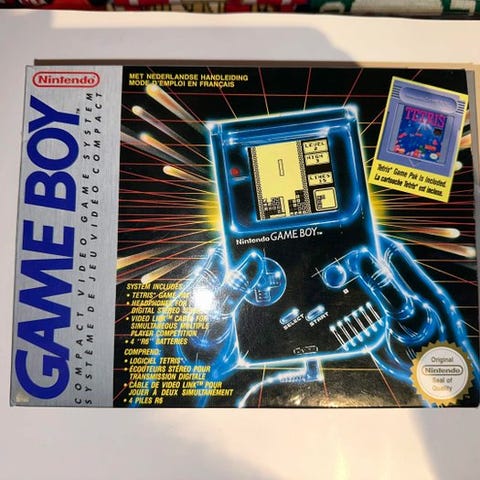 Nintendo
GAME BOY™
COMPACT VIDEO GAME SYSTEM
SYSTÈME DE JEU VIDÉO COMPACT
MET NEDERLANDSE HANDLEIDING
MODE D'EMPLOI EN FRANÇAIS
TETRIS
Tetris® Game Pak is included.
La cartouche Tetris® est incluse.
LEVEL
HIGH
LINES
Nintendo GAME BOY™
SELECT
START
SYSTEM INCLUDES:
• TETRIS® GAME PAK
• HEADPHONES FOR
DIGITAL STEREO
• VIDEO LINK™ CABLE FOR
SIMULTANEOUS MULTIPLE
PLAYER COMPETITION
• 4 "R6" BATTERIES
COMPREND:
• LOGICIEL TETRIS®
• ÉCOUTEURS STÉRÉO POUR
TRANSMISSION DIGITALE
• CÂBLE DE VIDEO LINK™ POUR
JOUER À DEUX SIMULTANÉMENT
• 4 PILES R6
Original
Nintendo
Seal of
Quality